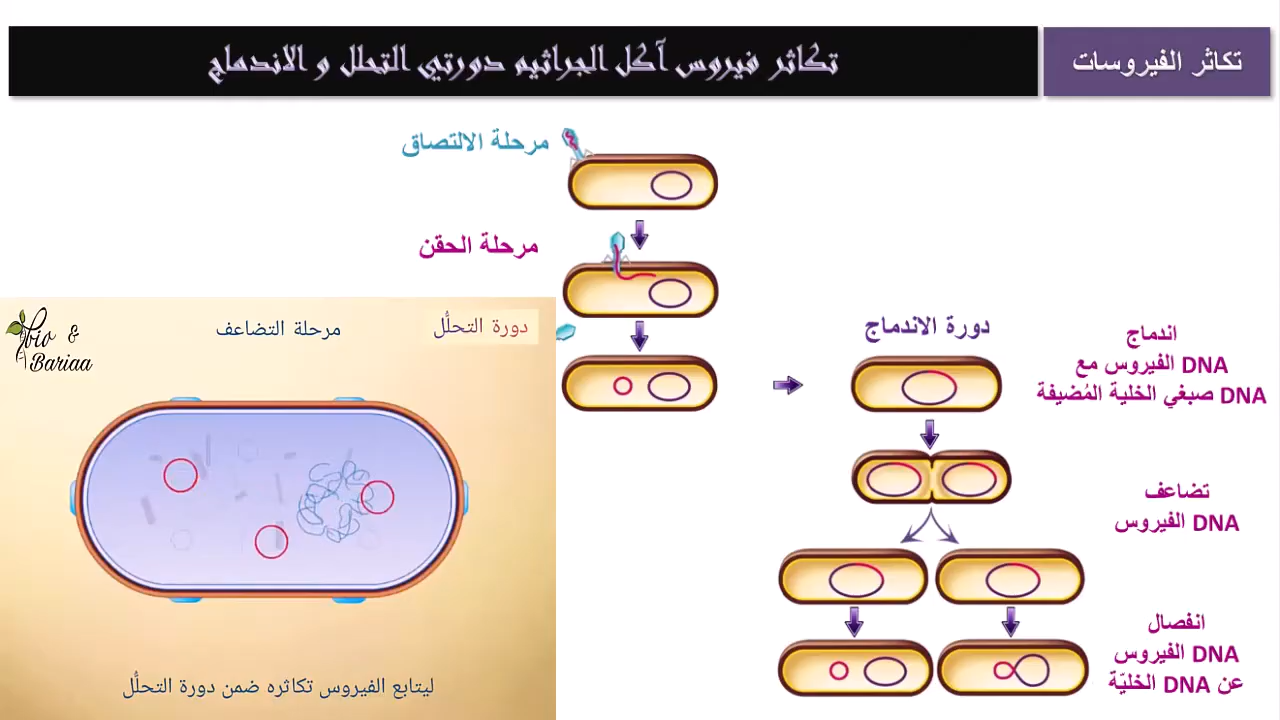 تكاثر الفيروسات
تكاثر فيروس آكل الجراثيم دورتي التحلل و الاندماج
مرحلة الالتصاق
مرحلة الحقن
دورة الاندماج
اندماج
DNA الفيروس مع
DNA صبغي الخلية المُضيفة
تضاعف
DNA الفيروس
انفصال
DNA الفيروس
عن DNA الخليّة
دورة التحلُّل
مرحلة التضاعف
bio &
Bariaa
ليتابع الفيروس تكاثره ضمن دورة التحلُّل